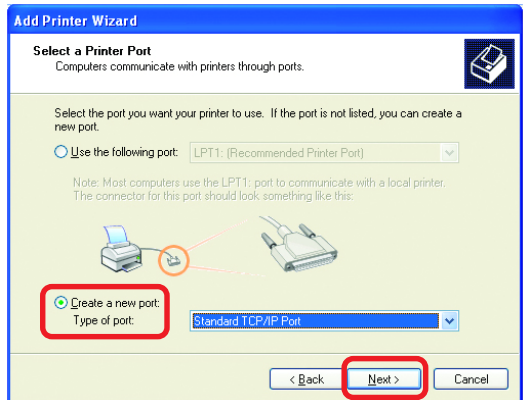 Add Printer Wizard
Select a Printer Port
Computers communicate with printers through ports.
Select the port you want your printer to use. If the port is not listed, you can create a
new port.
Use the following port: LPT1: (Recommended Printer Port)
Note: Most computers use the LPT1: port to communicate with a local printer.
The connector for this port should look something like this:
Create a new port:
Type of port: Standard TCP/IP Port
< Back Next > Cancel